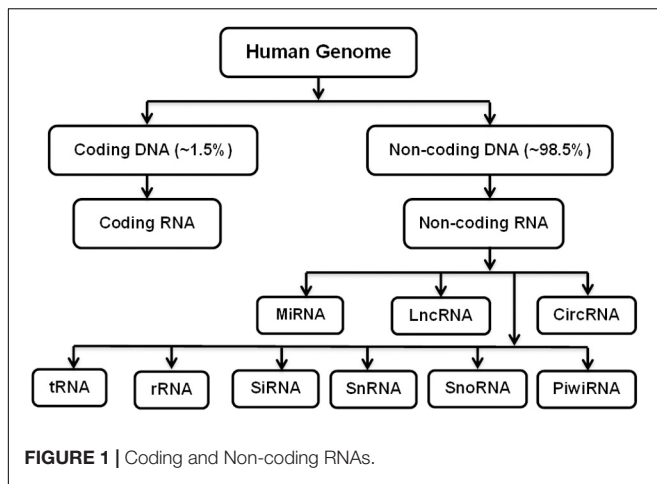 Human Genome
Coding DNA (~1.5%)
Non-coding DNA (~98.5%)
Coding RNA
Non-coding RNA
MiRNA
LncRNA
CircRNA
tRNA
rRNA
SiRNA
SnRNA
SnoRNA
PiwiRNA
FIGURE 1 | Coding and Non-coding RNAs.